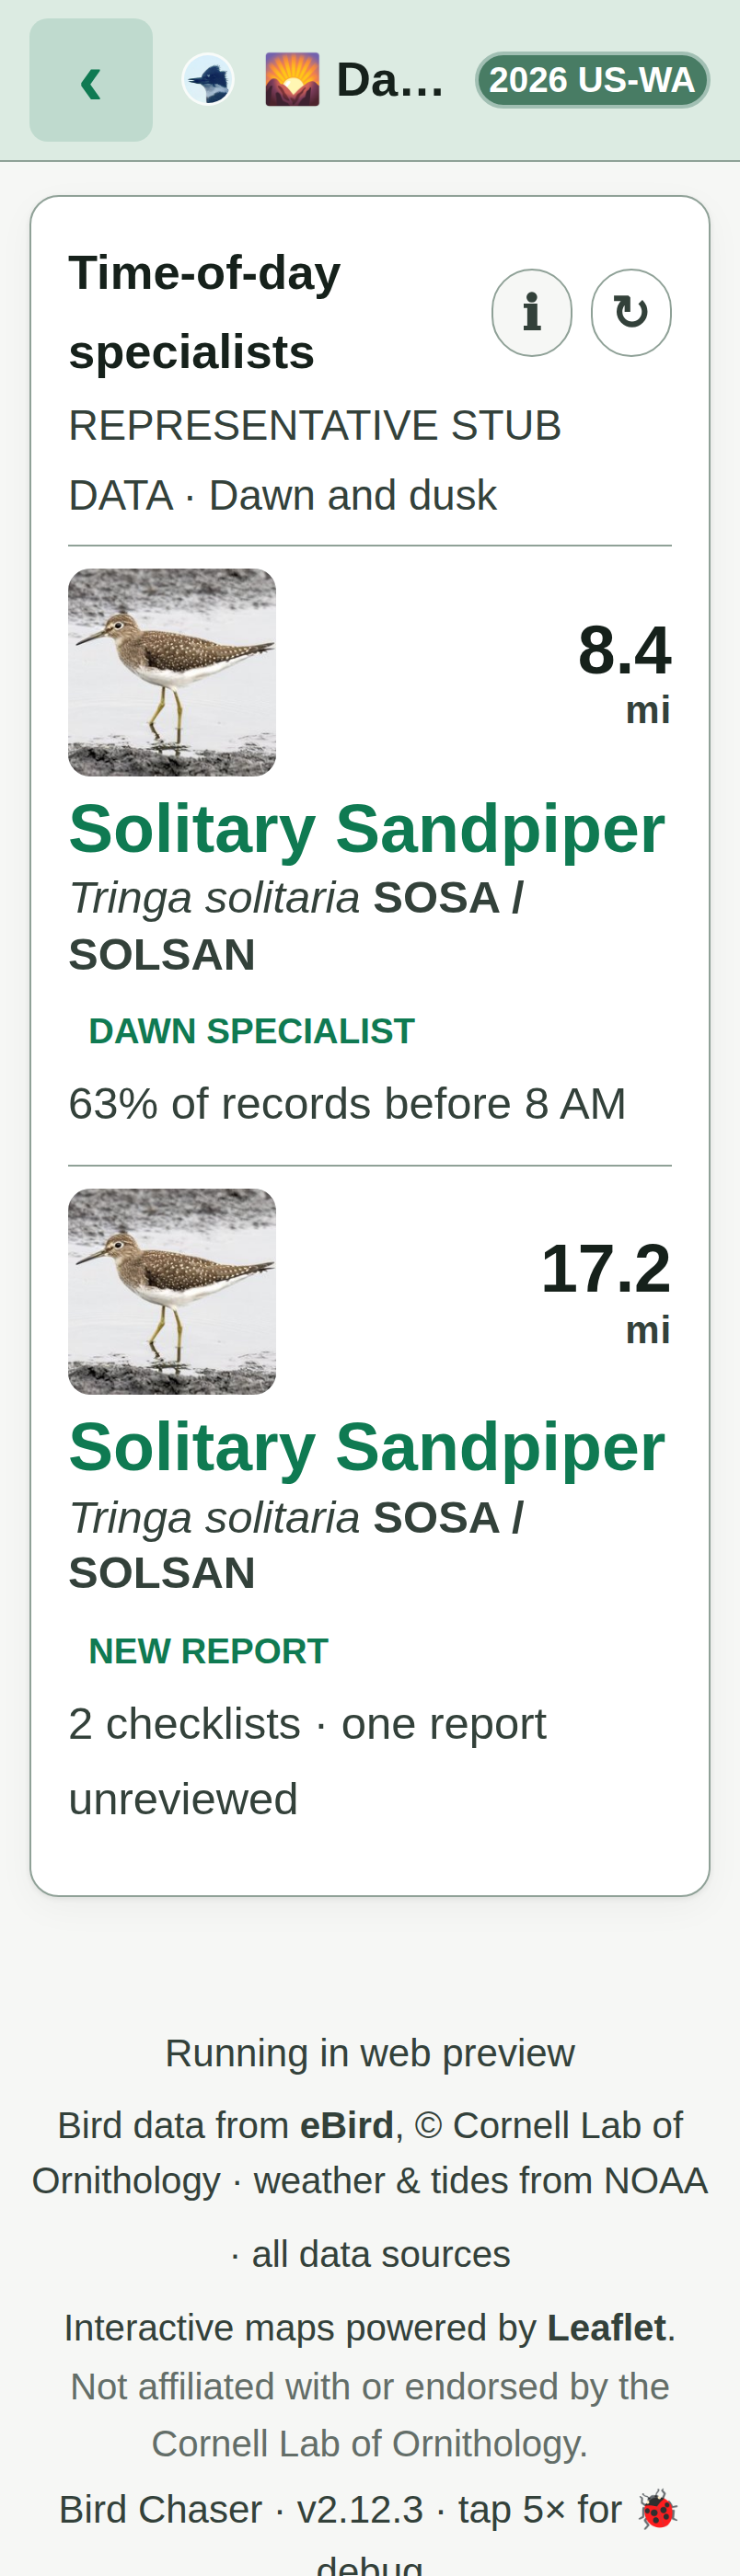 ‹ 🌄 Da… 2026 US-WA
Time-of-day
specialists
ℹ ↻
REPRESENTATIVE STUB
DATA · Dawn and dusk
8.4
mi
Solitary Sandpiper
Tringa solitaria SOSA /
SOLSAN
DAWN SPECIALIST
63% of records before 8 AM
17.2
mi
Solitary Sandpiper
Tringa solitaria SOSA /
SOLSAN
NEW REPORT
2 checklists · one report
unreviewed
Running in web preview
Bird data from eBird, © Cornell Lab of
Ornithology · weather & tides from NOAA
· all data sources
Interactive maps powered by Leaflet.
Not affiliated with or endorsed by the
Cornell Lab of Ornithology.
Bird Chaser · v2.12.3 · tap 5× for 🐞
debug